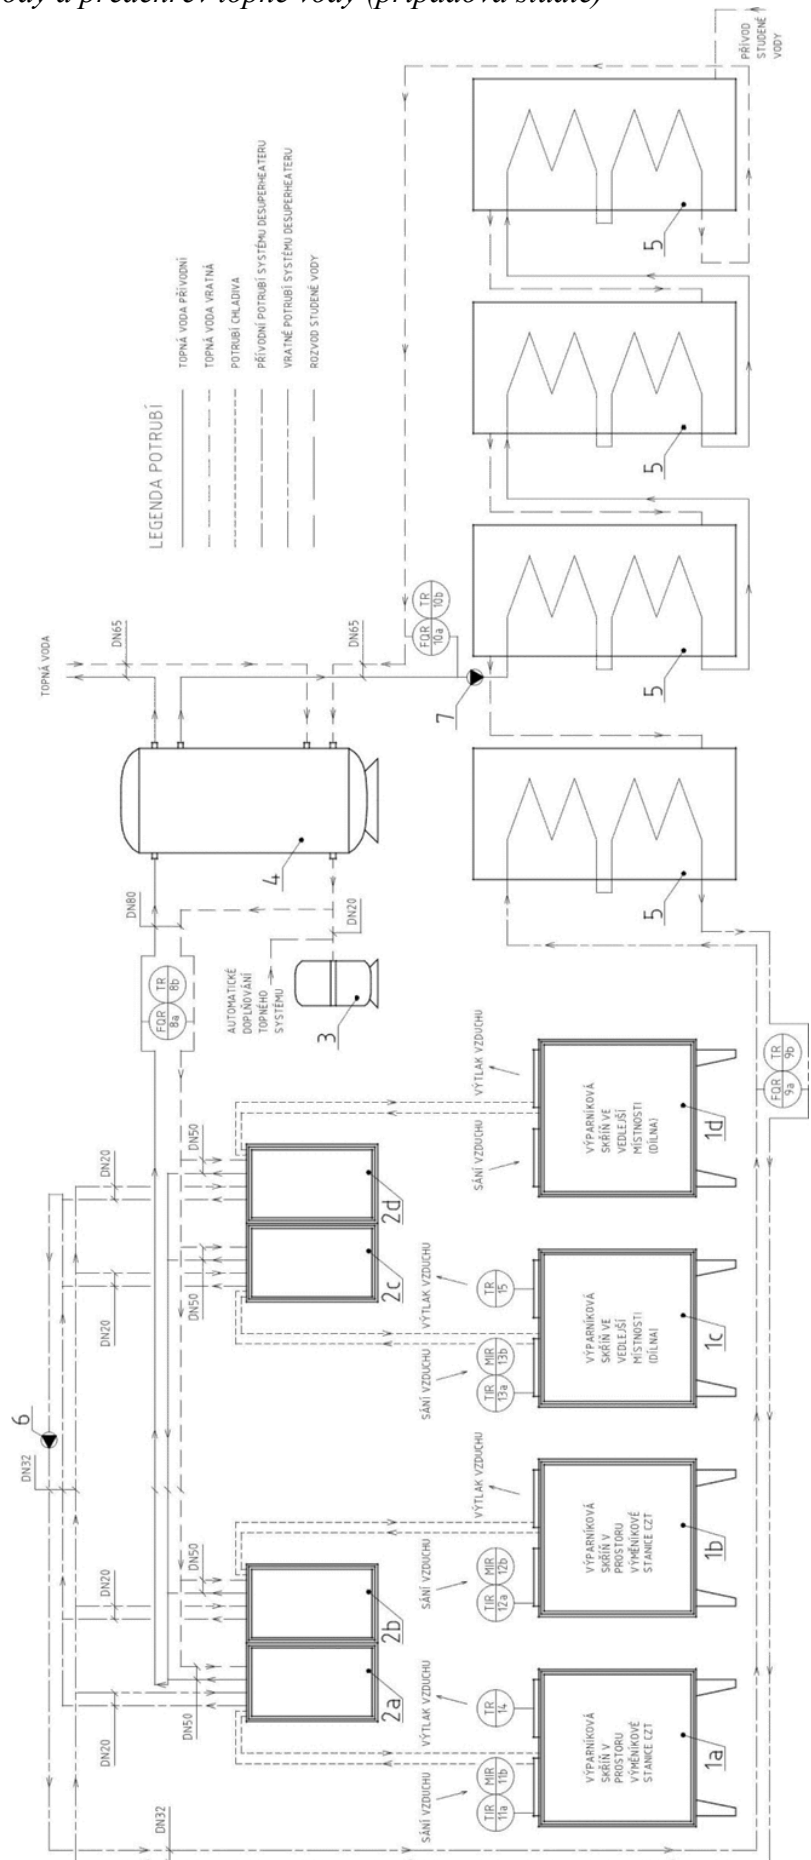 ody a předehřev topné vody (případová studie)
PŘÍVOD
STUDENÉ
VODY
LEGENDA POTRUBÍ
TOPNÁ VODA PŘÍVODNÍ
TOPNÁ VODA VRATNÁ
POTRUBÍ CHLADIVA
PŘÍVODNÍ POTRUBÍ SYSTÉMU DESUPERHEATERU
VRATNÉ POTRUBÍ SYSTÉMU DESUPERHEATERU
ROZVOD STUDENÉ VODY
5
5
5
5
TOPNÁ VODA
DN65
DN65
FQR
10a
TR
10b
7
4
DN80
FQR
8a
TR
8b
DN20
AUTOMATICKÉ
DOPLŇOVÁNÍ
TOPNÉHO
SYSTÉMU
3
FQR
9a
TR
9b
DN20
DN50
DN20
DN50
2d
2c
6
DN32
DN20
DN50
DN20
DN50
2b
2a
DN32
SÁNÍ VZDUCHU
VÝTLAK VZDUCHU
VÝPARNÍKOVÁ
SKŘÍŇ VE
VEDLEJŠÍ
MÍSTNOSTI
(DÍLNA)
1d
SÁNÍ VZDUCHU
VÝTLAK VZDUCHU
TIR
13a
MIR
13b
TR
15
VÝPARNÍKOVÁ
SKŘÍŇ VE
VEDLEJŠÍ
MÍSTNOSTI
(DÍLNA)
1c
SÁNÍ VZDUCHU
VÝTLAK VZDUCHU
TIR
12a
MIR
12b
VÝPARNÍKOVÁ
SKŘÍŇ V
PROSTORU
VÝMĚNÍKOVÉ
STANICE CZT
1b
SÁNÍ VZDUCHU
VÝTLAK VZDUCHU
TIR
11a
MIR
11b
TR
14
VÝPARNÍKOVÁ
SKŘÍŇ V
PROSTORU
VÝMĚNÍKOVÉ
STANICE CZT
1a